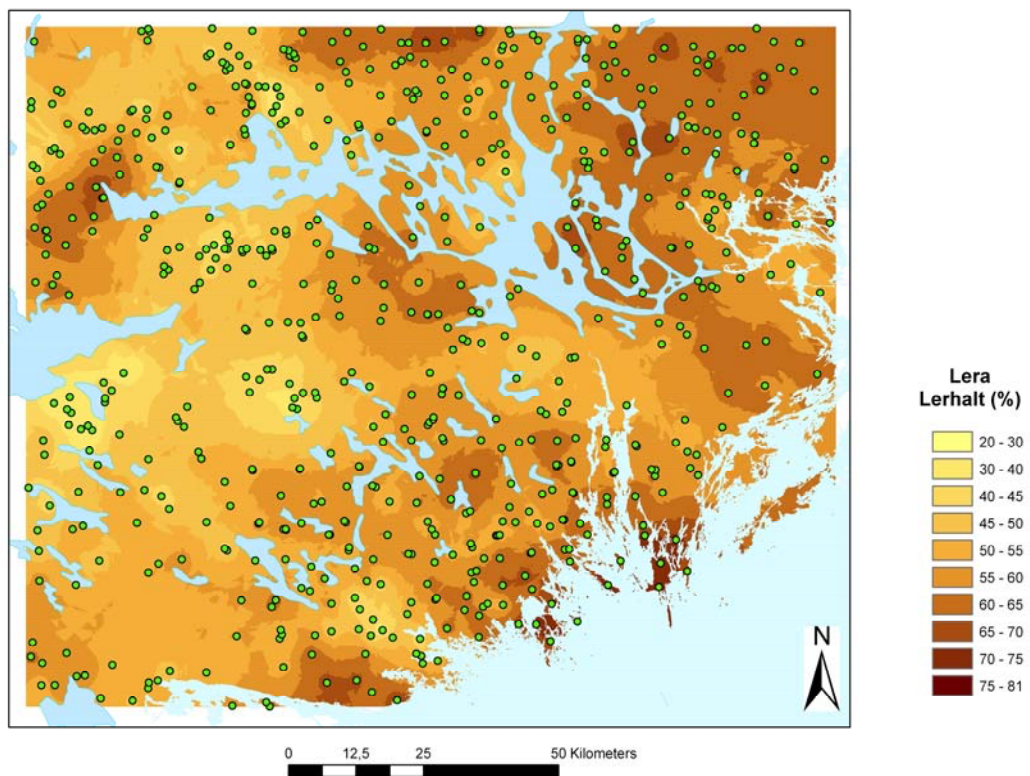 N
0 12,5 25 50 Kilometers
Lera
Lerhalt (%)
20 - 30
30 - 40
40 - 45
45 - 50
50 - 55
55 - 60
60 - 65
65 - 70
70 - 75
75 - 81